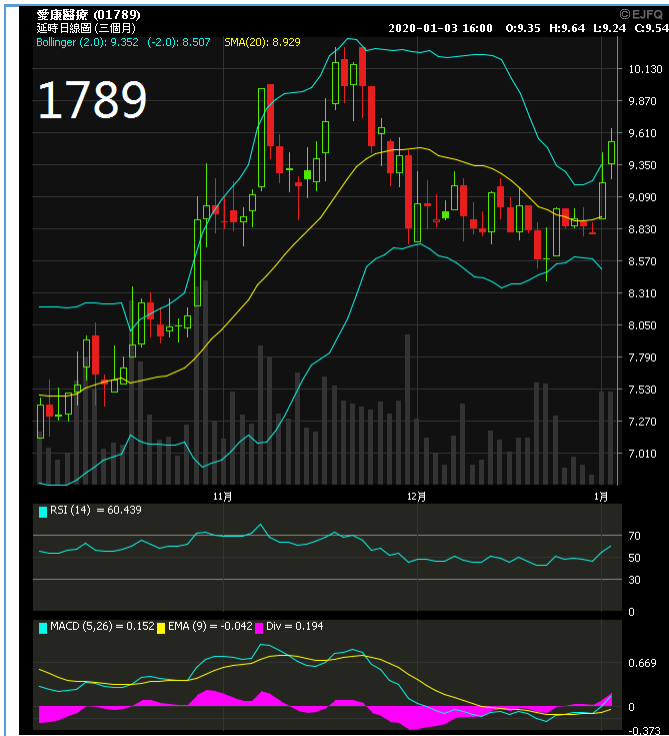 愛康醫療 (01789)
©EJFQ
延時日線圖 (三個月)
2020-01-03 16:00 O:9.35 H:9.64 L:9.24 C:9.54
Bollinger (2.0): 9.352 (-2.0): 8.507 SMA(20): 8.929
1789
10.130
9.870
9.610
9.350
9.090
8.830
8.570
8.310
8.050
7.790
7.530
7.270
7.010
11月 12月 1月
RSI (14) = 60.439
70
50
30
0
MACD (5,26) = 0.152 EMA (9) = -0.042 Div = 0.194
0.669
0
-0.373